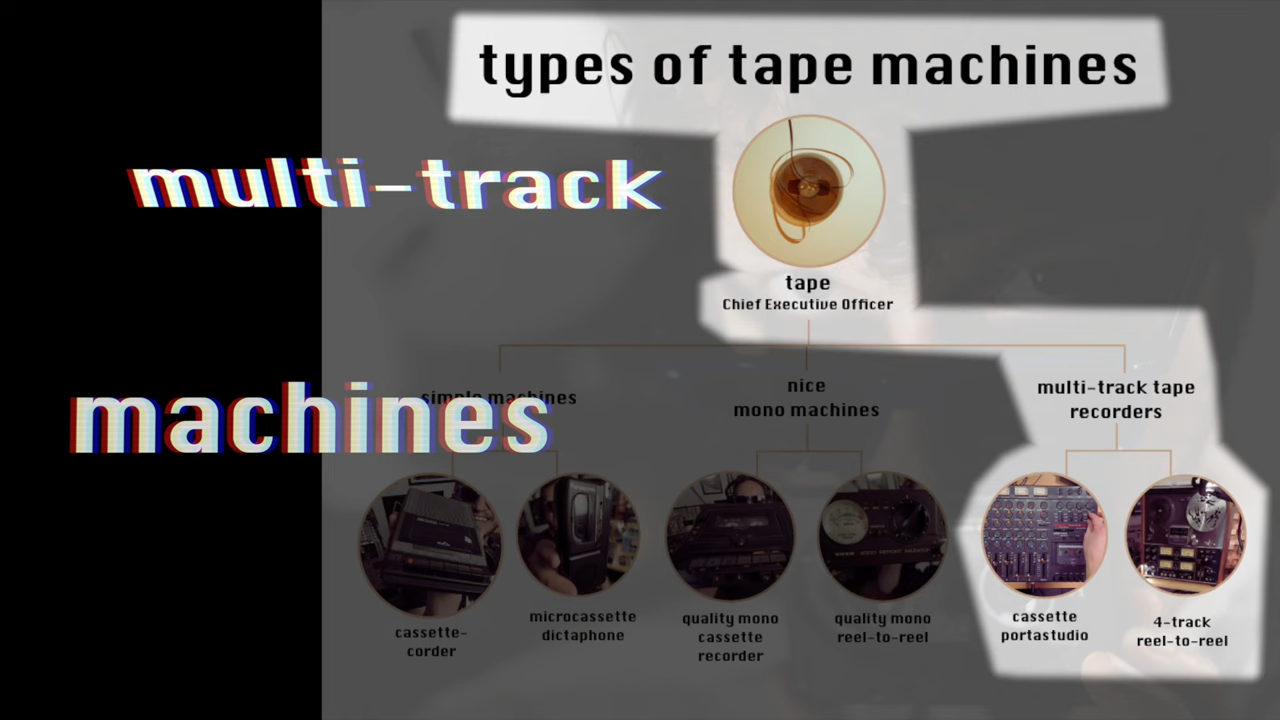 types of tape machines
multi-track
tape
Chief Executive Officer
machines
simple machines
nice
mono machines
multi-track tape
recorders
cassette-
corder
microcassette
dictaphone
quality mono
cassette
recorder
quality mono
reel-to-reel
cassette
portastudio
4-track
reel-to-reel